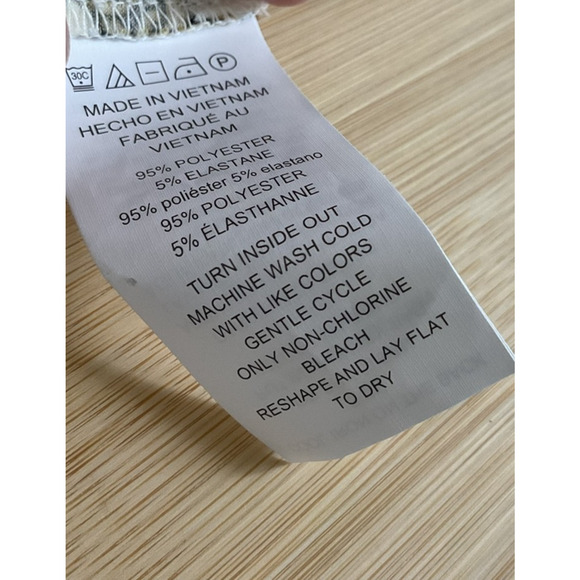 30C P
MADE IN VIETNAM
HECHO EN VIETNAM
FABRIQUÉ AU
VIETNAM
95% POLYESTER
5% ELASTANE
95% poliéster 5% elastano
95% POLYESTER
5% ÉLASTHANNE
TURN INSIDE OUT
MACHINE WASH COLD
WITH LIKE COLORS
GENTLE CYCLE
ONLY NON-CHLORINE
BLEACH
RESHAPE AND LAY FLAT
TO DRY